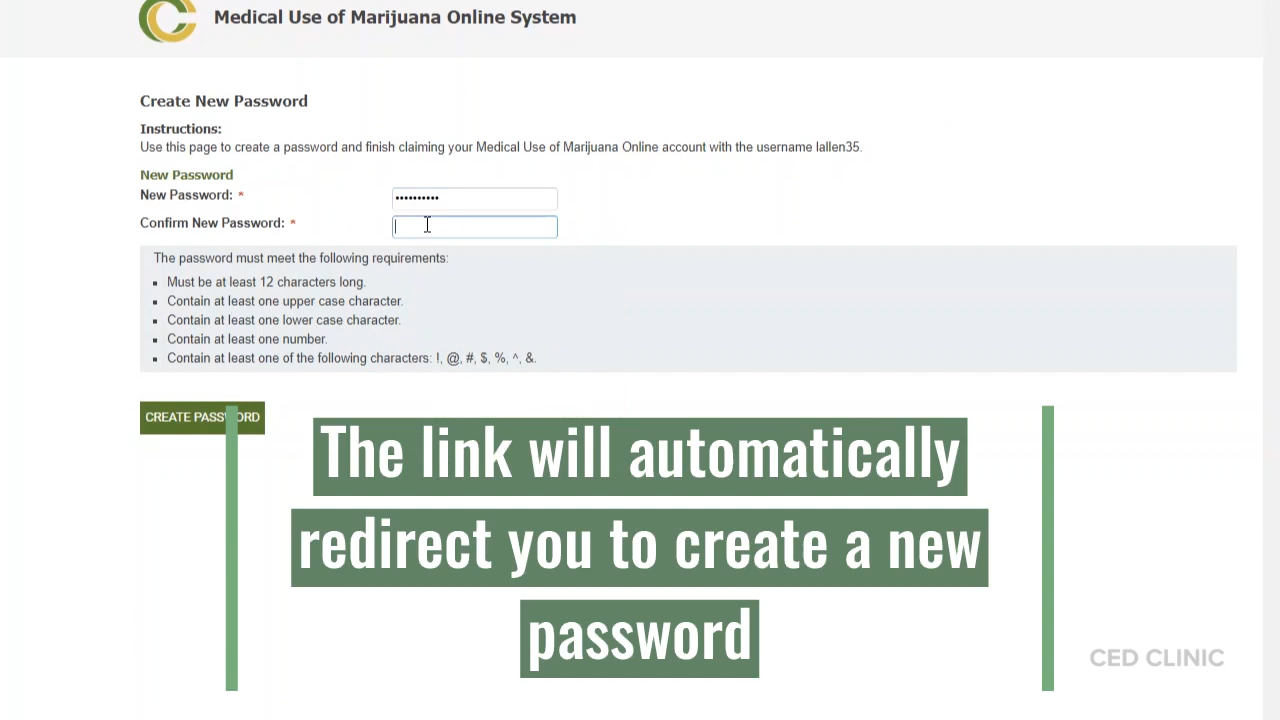 Medical Use of Marijuana Online System
Create New Password
Instructions:
Use this page to create a password and finish claiming your Medical Use of Marijuana Online account with the username lallen35.
New Password
New Password: *
••••••••••
Confirm New Password: *
The password must meet the following requirements:
▪ Must be at least 12 characters long.
▪ Contain at least one upper case character.
▪ Contain at least one lower case character.
▪ Contain at least one number.
▪ Contain at least one of the following characters: !, @, #, $, %, ^, &.
CREATE PASSWORD
The link will automatically
redirect you to create a new
password
CED CLINIC